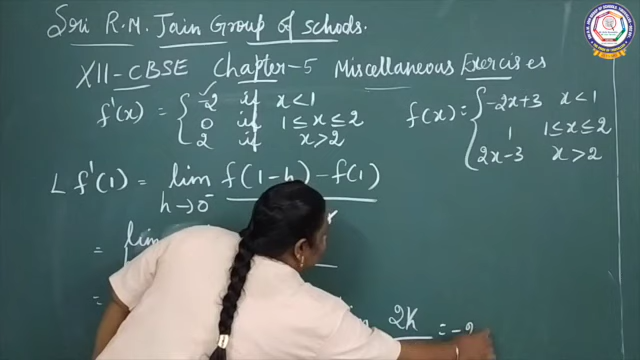 Sri R.M. Jain Group of schools.
XII-CBSE Chapter-5 Miscellaneous Exercises
f'(x) = { -2 if x<1
0 if 1≤x≤2
2 if x>2
f(x) = { -2x+3 x<1
1 1≤x≤2
2x-3 x>2
L f'(1) = lim h→0⁻ f(1-h) - f(1)
= lim
=
2h = -2